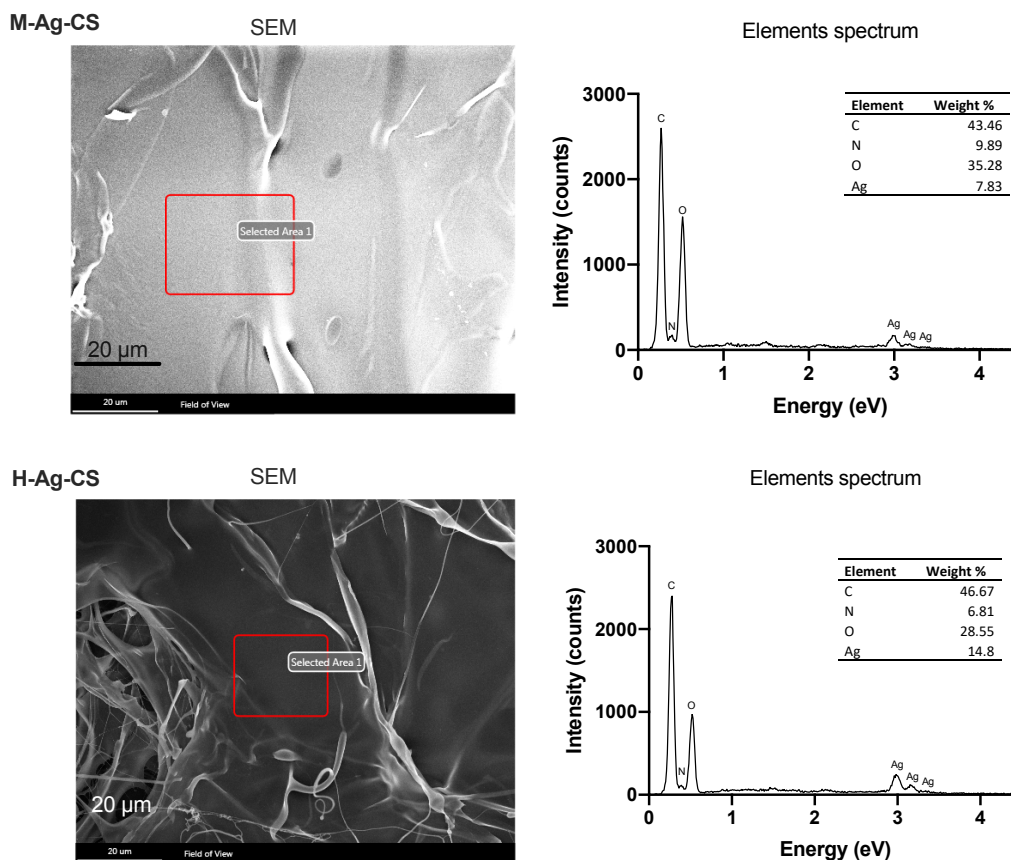 M-Ag-CS
SEM
Selected Area 1
20 µm
20 um Field of View
Elements spectrum
Intensity (counts)
3000
2000
1000
0
C
N
O
Ag
Ag
Ag
Element Weight %
C 43.46
N 9.89
O 35.28
Ag 7.83
0 1 2 3 4
Energy (eV)
H-Ag-CS
SEM
Selected Area 1
20 µm
20 um Field of View
Elements spectrum
Intensity (counts)
3000
2000
1000
0
C
N
O
Ag
Ag
Ag
Element Weight %
C 46.67
N 6.81
O 28.55
Ag 14.8
0 1 2 3 4
Energy (eV)